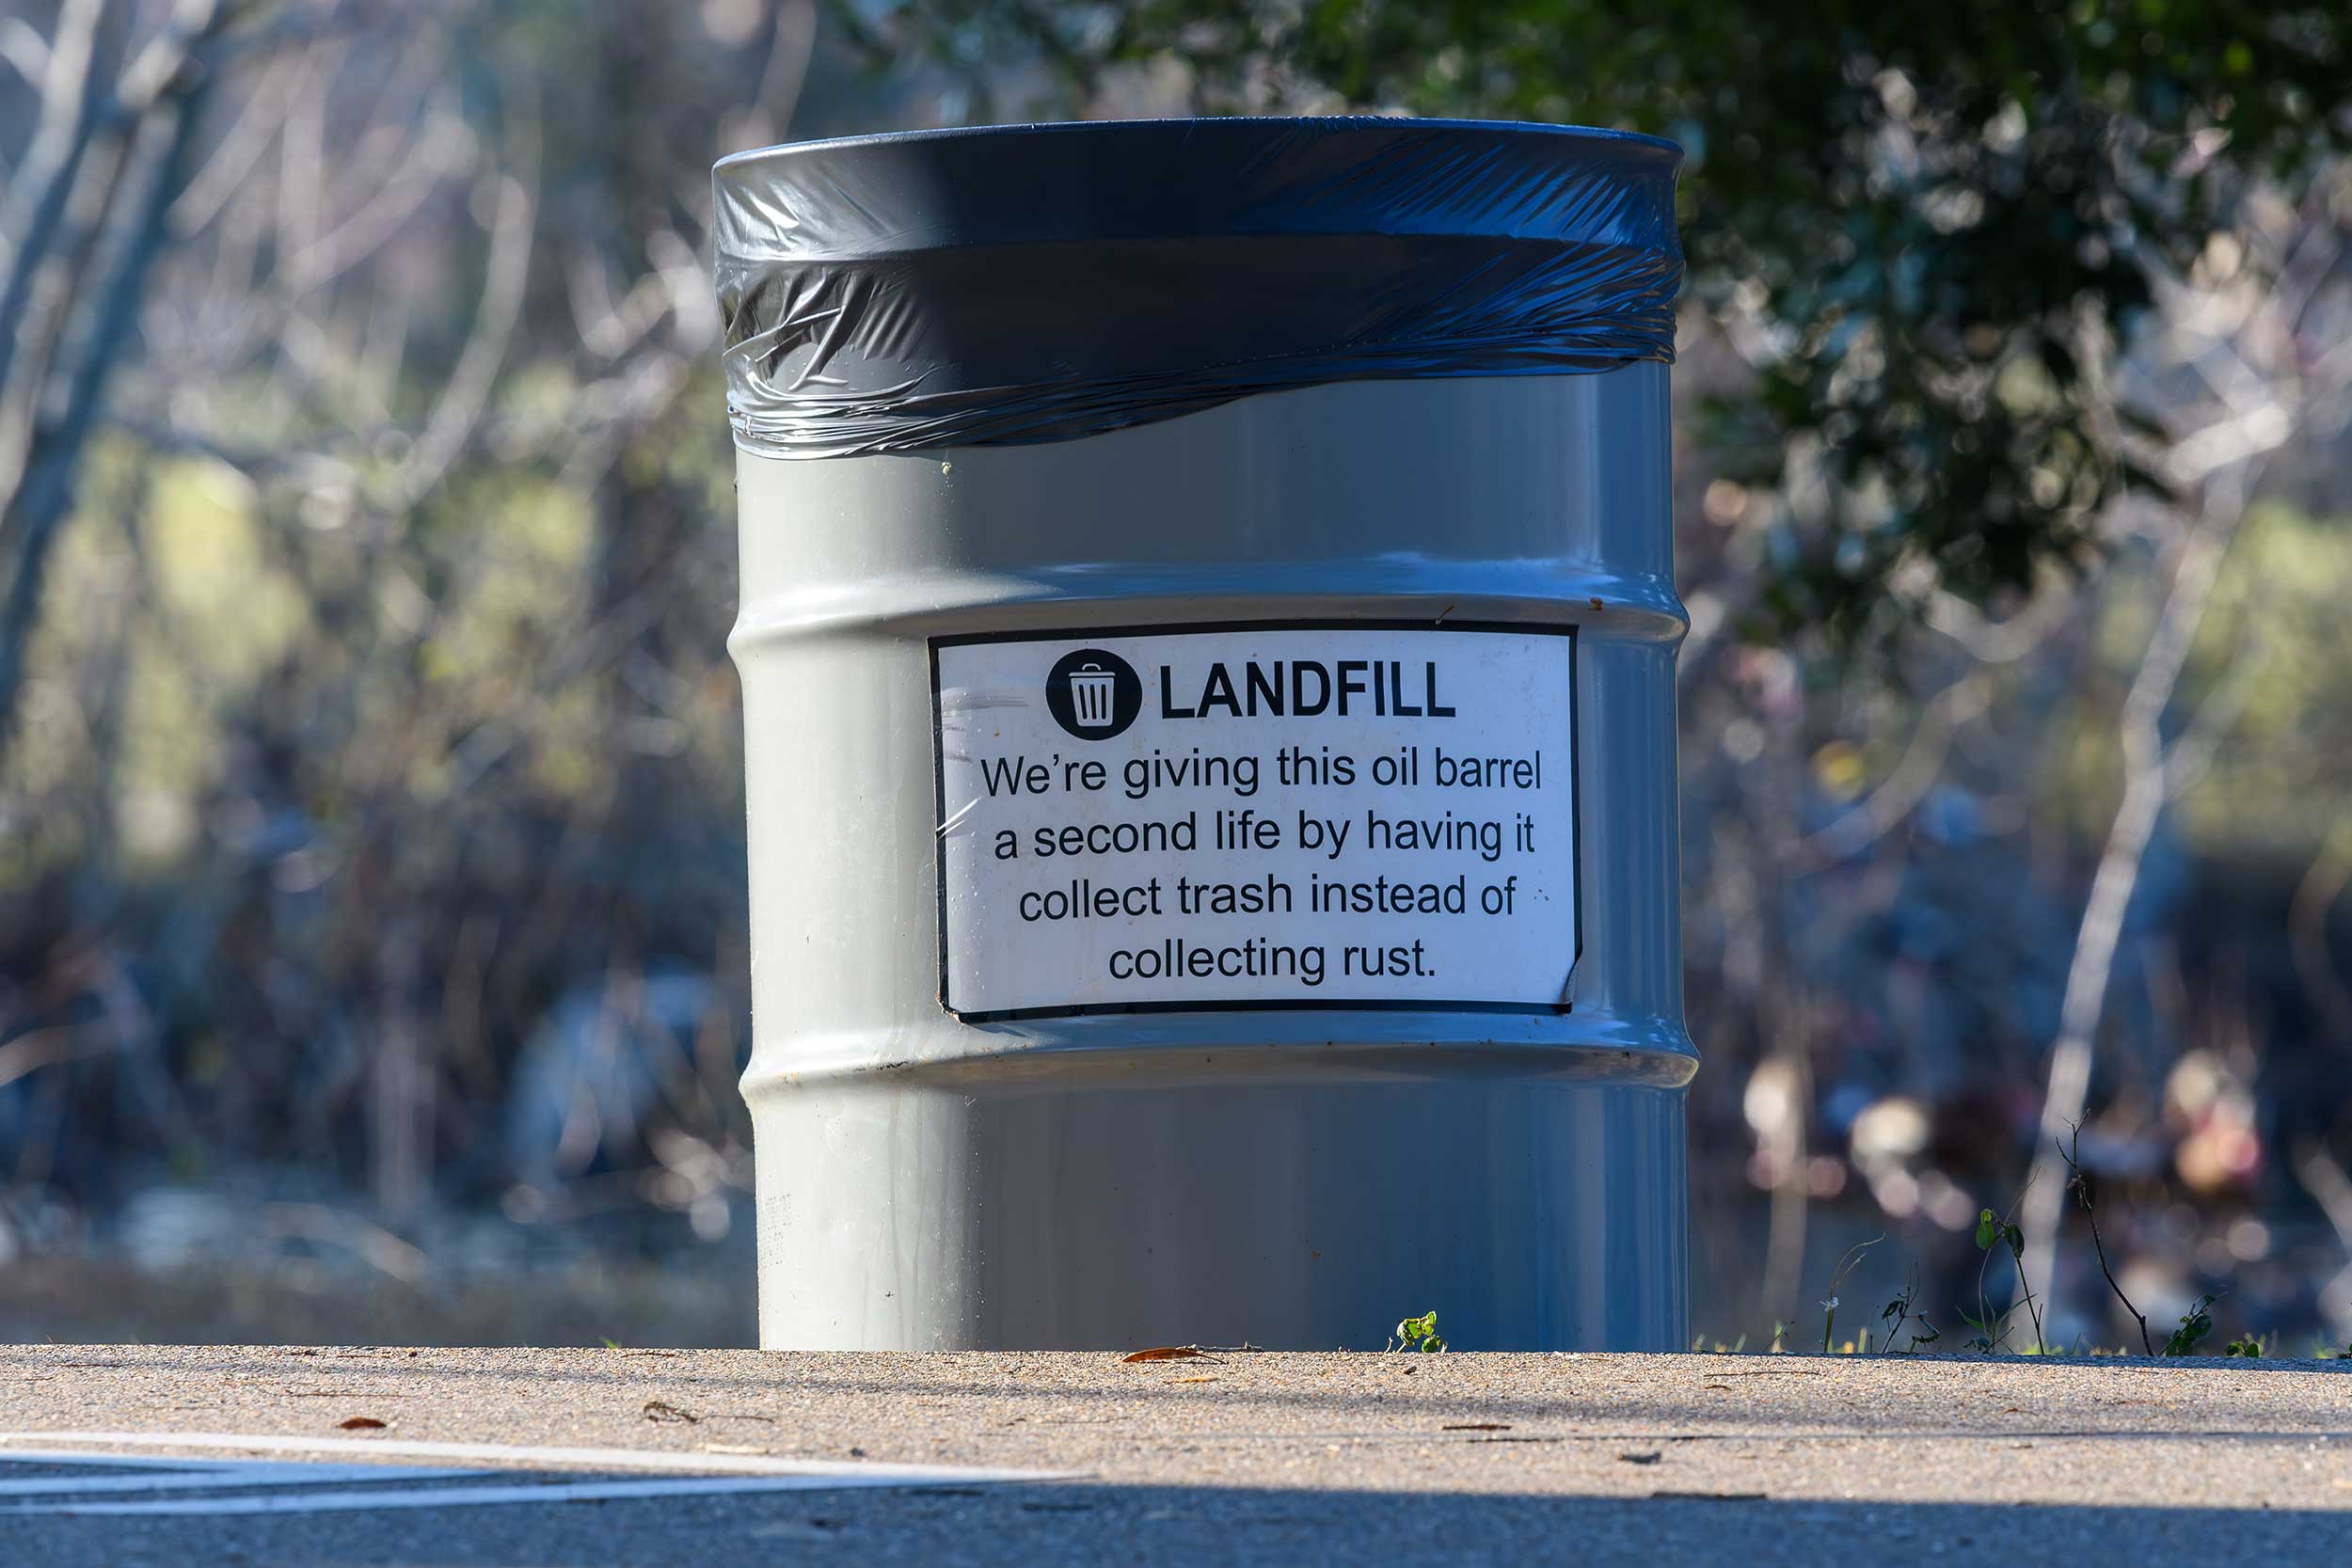 LANDFILL
We're giving this oil barrel
a second life by having it
collect trash instead of
collecting rust.